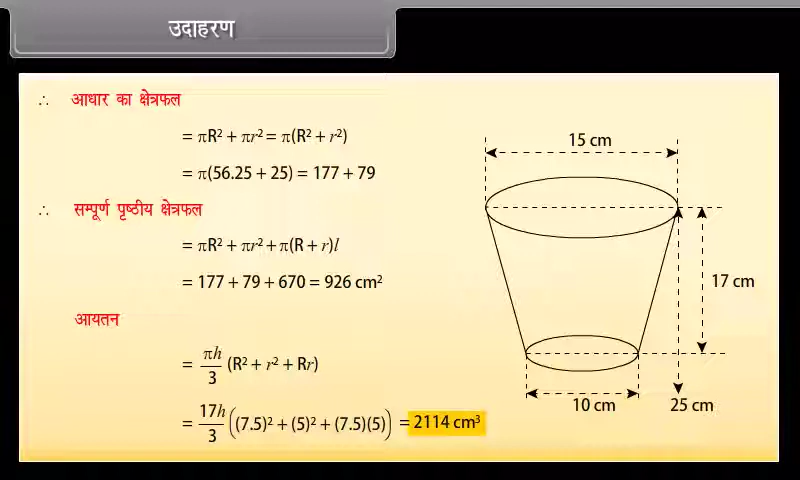 उदाहरण
∴ आधार का क्षेत्रफल
= πR² + πr² = π(R² + r²)
= π(56.25 + 25) = 177 + 79
∴ सम्पूर्ण पृष्ठीय क्षेत्रफल
= πR² + πr² + π(R + r)l
= 177 + 79 + 670 = 926 cm²
आयतन
= πh/3 (R² + r² + Rr)
= 17h/3 ((7.5)² + (5)² + (7.5)(5)) = 2114 cm³
15 cm
17 cm
10 cm
25 cm